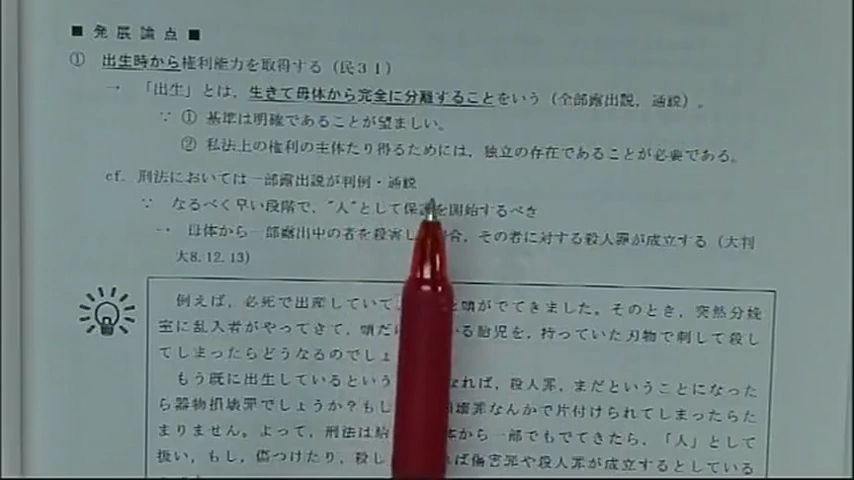 ■ 発 展 論 点 ■
① 出生時から権利能力を取得する（民３Ⅰ）
→ 「出生」とは，生きて母体から完全に分離することをいう（全部露出説，通説）。
∵ ① 基準は明確であることが望ましい。
② 私法上の権利の主体たり得るためには，独立の存在であることが必要である。
cf. 刑法においては一部露出説が判例・通説
∵ なるべく早い段階で，"人"として保護を開始するべき
→ 母体から一部露出中の者を殺害し 合，その者に対する殺人罪が成立する（大判
大8.12.13）
例えば，必死で出産していて と頭がでてきました。そのとき，突然分娩
室に乱入者がやってきて，頭だ いる胎児を，持っていた刃物で刺して殺し
てしまったらどうなるのでしょ
もう既に出生しているという なれば，殺人罪，まだということになった
ら器物損壊罪でしょうか？もし 損壊罪なんかで片付けられてしまったらた
まりません。よって，刑法は 体から一部でもでてきたら，「人」として
扱い，もし，傷つけたり，殺し ば傷害罪や殺人罪が成立するとしている